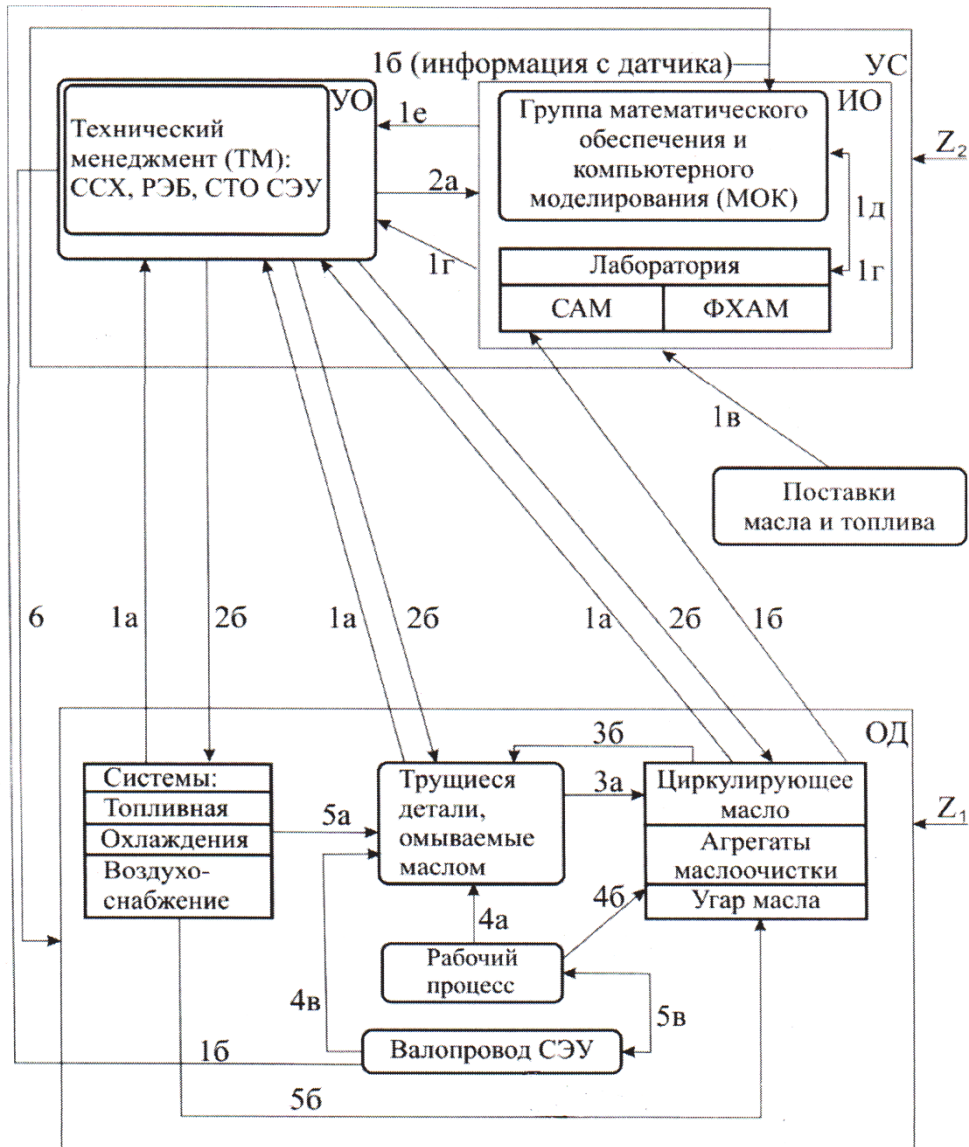 1б (информация с датчика)
УС
УО
Технический
менеджмент (ТМ):
ССХ, РЭБ, СТО СЭУ
1е
2а
1г
ИО
Группа математического
обеспечения и
компьютерного
моделирования (МОК)
1д
1г
Лаборатория
САМ
ФХАМ
Z₂
1в
Поставки
масла и топлива
6
1а
2б
1а
2б
1а
2б
1б
ОД
Системы:
Топливная
Охлаждения
Воздухо-
снабжение
5а
Трущиеся
детали,
омываемые
маслом
3б
3а
Циркулирующее
масло
Агрегаты
маслоочистки
Угар масла
Z₁
4а
4б
Рабочий
процесс
4в
5в
Валопровод СЭУ
1б
5б